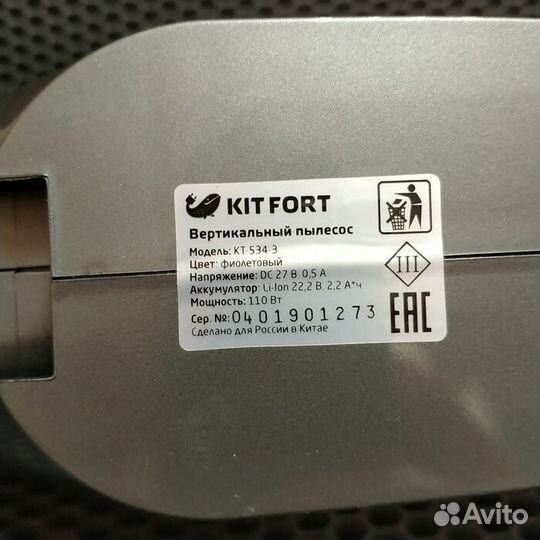 KITFORT
Вертикальный пылесос
Модель: КТ-534-3
Цвет: фиолетовый
Напряжение: DC 27 В 0,5 А
Аккумулятор: Li-Ion 22,2 В, 2,2 А*ч
Мощность: 110 Вт
Сер. №: 0401901273
Сделано для России в Китае
III
EAC
Avito